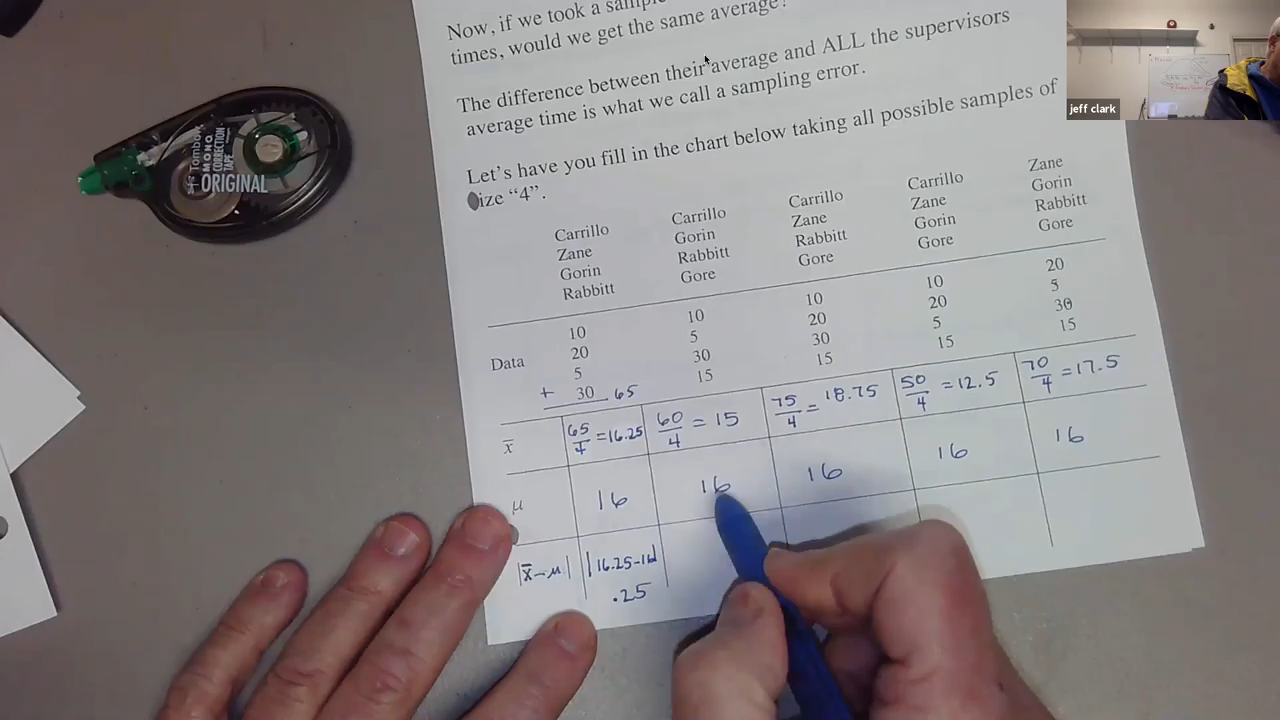 Now, if we took a sample
times, would we get the same average?
The difference between their average and ALL the supervisors
average time is what we call a sampling error.
Let's have you fill in the chart below taking all possible samples of
ize "4".
Carrillo Carrillo Carrillo Carrillo Zane
Zane Gorin Zane Zane Gorin
Gorin Rabbitt Rabbitt Gorin Rabbitt
Rabbitt Gore Gore Gore Gore
Data
10 10 10 10 20
20 5 20 20 5
5 30 30 5 30
+ 30 65 15 15 15 15
x̄ 65/4 =16.25 60/4 = 15 75/4 = 18.75 50/4 =12.5 70/4 =17.5
μ 16 16 16 16 16
|x̄-μ| |16.25-16|
.25
Tombow
MONO
CORRECTION
TAPE
ORIGINAL
jeff clark